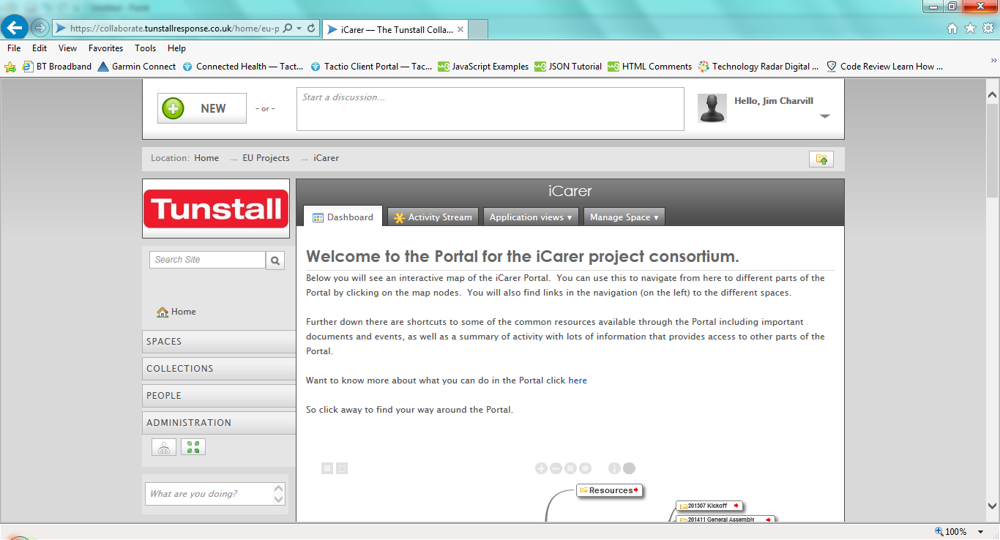 https://collaborate.tunstallresponse.co.uk/home/eu-p
iCarer — The Tunstall Colla...
File Edit View Favorites Tools Help
BT Broadband Garmin Connect Connected Health — Tact... Tactio Client Portal — Tac... JavaScript Examples JSON Tutorial HTML Comments Technology Radar Digital ... Code Review Learn How ...
NEW
- or -
Start a discussion...
Hello, Jim Charvill
Location: Home → EU Projects → iCarer
Tunstall
Search Site
Home
SPACES
COLLECTIONS
PEOPLE
ADMINISTRATION
What are you doing?
iCarer
Dashboard Activity Stream Application views ▾ Manage Space ▾
Welcome to the Portal for the iCarer project consortium.
Below you will see an interactive map of the iCarer Portal. You can use this to navigate from here to different parts of the
Portal by clicking on the map nodes. You will also find links in the navigation (on the left) to the different spaces.
Further down there are shortcuts to some of the common resources available through the Portal including important
documents and events, as well as a summary of activity with lots of information that provides access to other parts of the
Portal.
Want to know more about what you can do in the Portal click here
So click away to find your way around the Portal.
Resources
201307 Kickoff
201411 General Assembly
100%